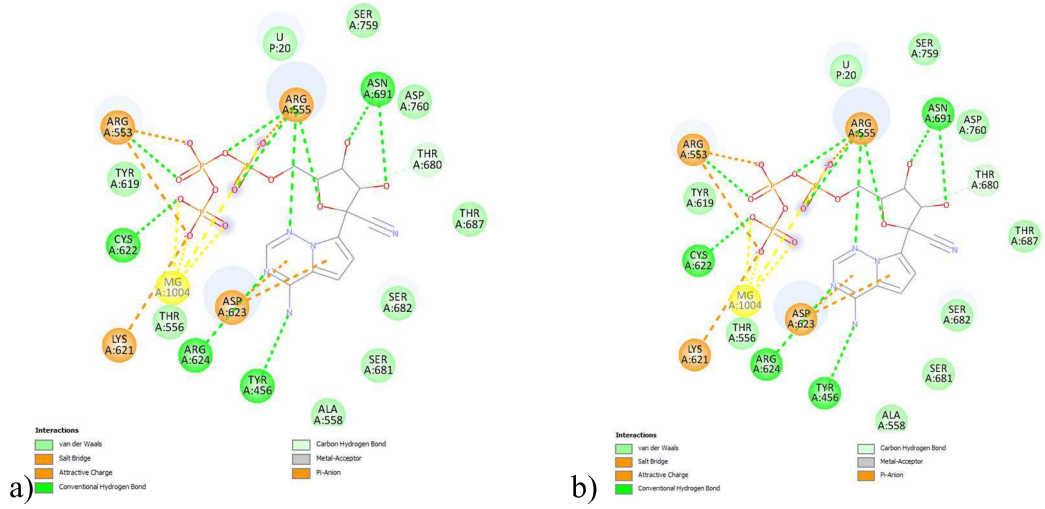 SER
A:759
U
P:20
ASN
A:691
ARG
A:555
ASP
A:760
ARG
A:553
THR
A:680
TYR
A:619
THR
A:687
CYS
A:622
N
N
N
MG
A:1004
N
SER
A:682
ASP
A:623
THR
A:556
N
LYS
A:621
ARG
A:624
SER
A:681
TYR
A:456
ALA
A:558
Interactions
van der Waals
Salt Bridge
Attractive Charge
Conventional Hydrogen Bond
Carbon Hydrogen Bond
Metal-Acceptor
Pi-Anion
a)
SER
A:759
U
P:20
ASN
A:691
ARG
A:555
ASP
A:760
ARG
A:553
THR
A:680
TYR
A:619
THR
A:687
CYS
A:622
N
N
N
MG
A:1004
N
SER
A:682
ASP
A:623
THR
A:556
N
LYS
A:621
ARG
A:624
SER
A:681
TYR
A:456
ALA
A:558
Interactions
van der Waals
Salt Bridge
Attractive Charge
Conventional Hydrogen Bond
Carbon Hydrogen Bond
Metal-Acceptor
Pi-Anion
b)